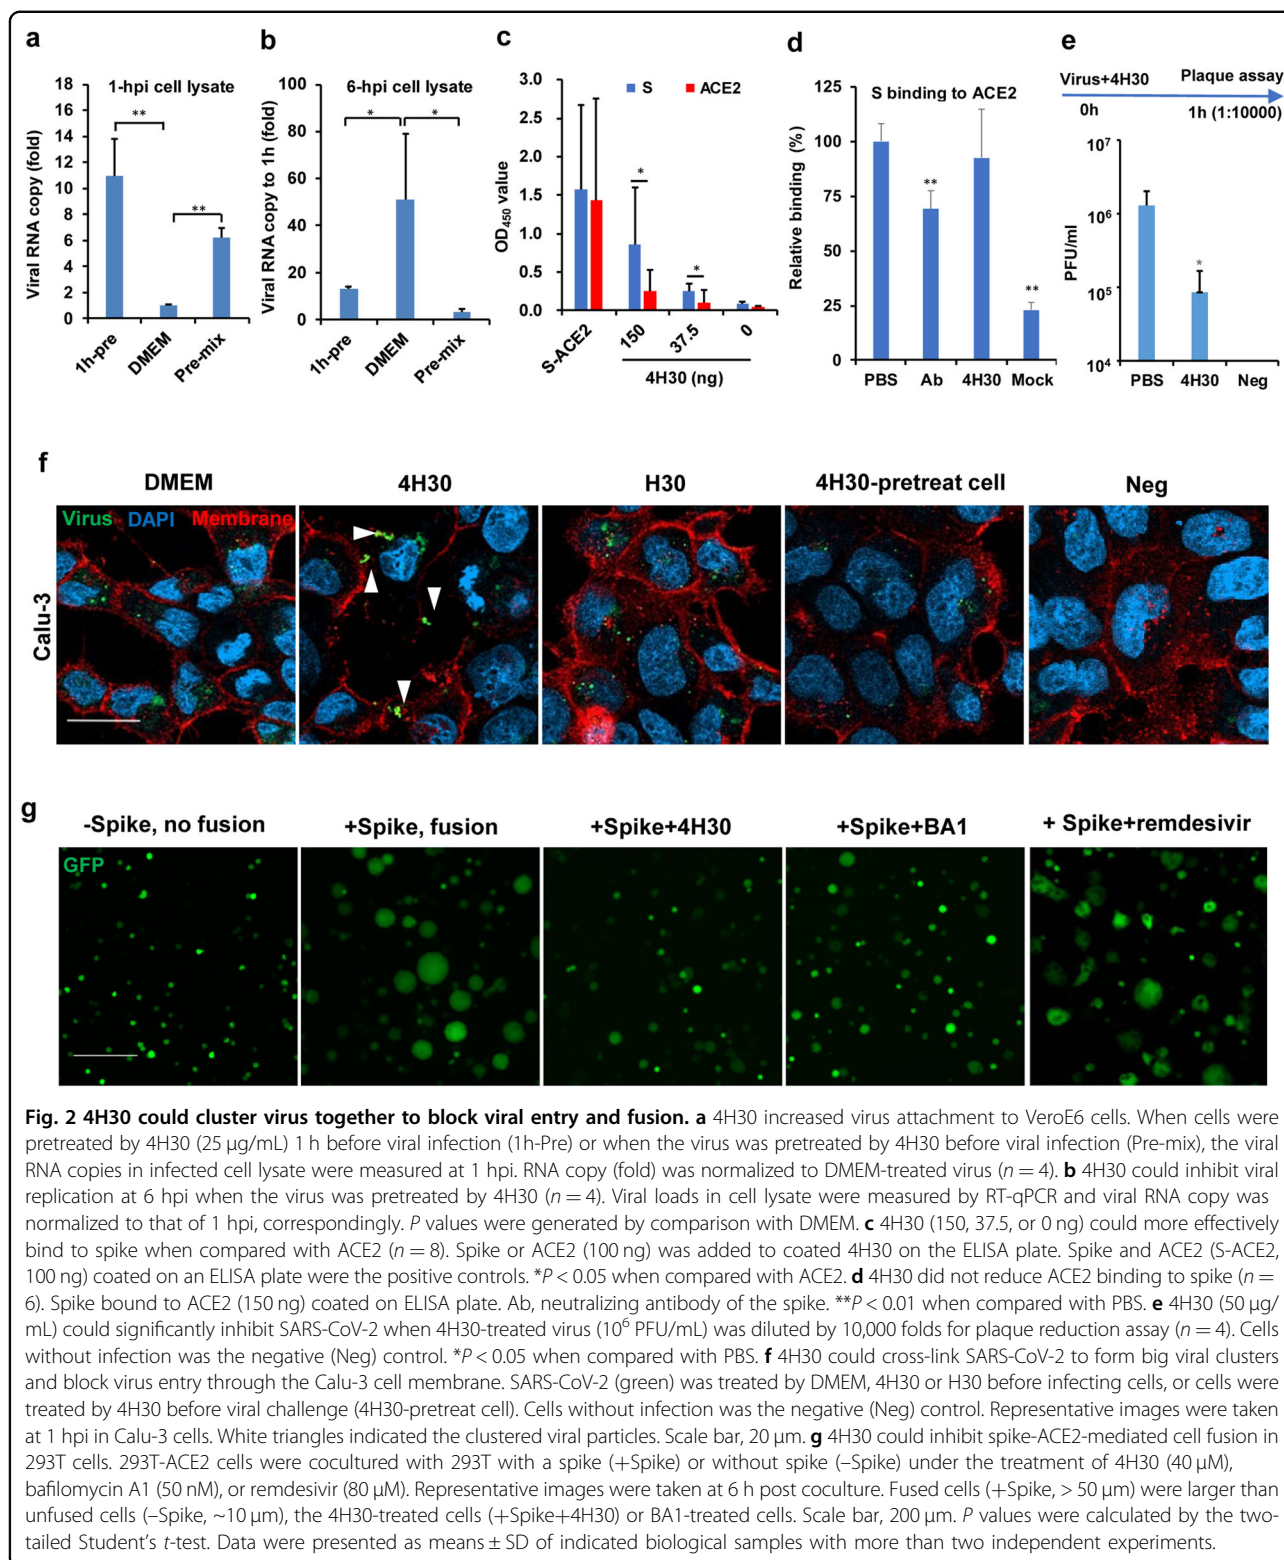 a
1-hpi cell lysate
Viral RNA copy (fold)
18
16
14
12
10
8
6
4
2
0
**
**
1h-pre
DMEM
Pre-mix
b
6-hpi cell lysate
Viral RNA copy to 1h (fold)
100
80
60
40
20
0
*
*
1h-pre
DMEM
Pre-mix
c
S ACE2
OD450 value
3.0
2.5
2.0
1.5
1.0
0.5
0.0
*
*
S-ACE2
150
37.5
0
4H30 (ng)
d
S binding to ACE2
Relative binding (%)
125
100
75
50
25
0
**
**
PBS
Ab
4H30
Mock
e
Virus+4H30 Plaque assay
0h 1h (1:10000)
PFU/ml
10⁷
10⁶
10⁵
10⁴
*
PBS
4H30
Neg
f
DMEM
4H30
H30
4H30-pretreat cell
Neg
Virus DAPI Membrane
Calu-3
g
-Spike, no fusion
+Spike, fusion
+Spike+4H30
+Spike+BA1
+ Spike+remdesivir
GFP
Fig. 2 4H30 could cluster virus together to block viral entry and fusion. a 4H30 increased virus attachment to VeroE6 cells. When cells were
pretreated by 4H30 (25 µg/mL) 1 h before viral infection (1h-Pre) or when the virus was pretreated by 4H30 before viral infection (Pre-mix), the viral
RNA copies in infected cell lysate were measured at 1 hpi. RNA copy (fold) was normalized to DMEM-treated virus (n = 4). b 4H30 could inhibit viral
replication at 6 hpi when the virus was pretreated by 4H30 (n = 4). Viral loads in cell lysate were measured by RT-qPCR and viral RNA copy was
normalized to that of 1 hpi, correspondingly. P values were generated by comparison with DMEM. c 4H30 (150, 37.5, or 0 ng) could more effectively
bind to spike when compared with ACE2 (n = 8). Spike or ACE2 (100 ng) was added to coated 4H30 on the ELISA plate. Spike and ACE2 (S-ACE2,
100 ng) coated on an ELISA plate were the positive controls. *P < 0.05 when compared with ACE2. d 4H30 did not reduce ACE2 binding to spike (n =
6). Spike bound to ACE2 (150 ng) coated on ELISA plate. Ab, neutralizing antibody of the spike. **P < 0.01 when compared with PBS. e 4H30 (50 µg/
mL) could significantly inhibit SARS-CoV-2 when 4H30-treated virus (10⁶ PFU/mL) was diluted by 10,000 folds for plaque reduction assay (n = 4). Cells
without infection was the negative (Neg) control. *P < 0.05 when compared with PBS. f 4H30 could cross-link SARS-CoV-2 to form big viral clusters
and block virus entry through the Calu-3 cell membrane. SARS-CoV-2 (green) was treated by DMEM, 4H30 or H30 before infecting cells, or cells were
treated by 4H30 before viral challenge (4H30-pretreat cell). Cells without infection was the negative (Neg) control. Representative images were taken
at 1 hpi in Calu-3 cells. White triangles indicated the clustered viral particles. Scale bar, 20 µm. g 4H30 could inhibit spike-ACE2-mediated cell fusion in
293T cells. 293T-ACE2 cells were cocultured with 293T with a spike (+Spike) or without spike (–Spike) under the treatment of 4H30 (40 µM),
bafilomycin A1 (50 nM), or remdesivir (80 µM). Representative images were taken at 6 h post coculture. Fused cells (+Spike, > 50 µm) were larger than
unfused cells (–Spike, ~10 µm), the 4H30-treated cells (+Spike+4H30) or BA1-treated cells. Scale bar, 200 µm. P values were calculated by the two-
tailed Student's t-test. Data were presented as means ± SD of indicated biological samples with more than two independent experiments.